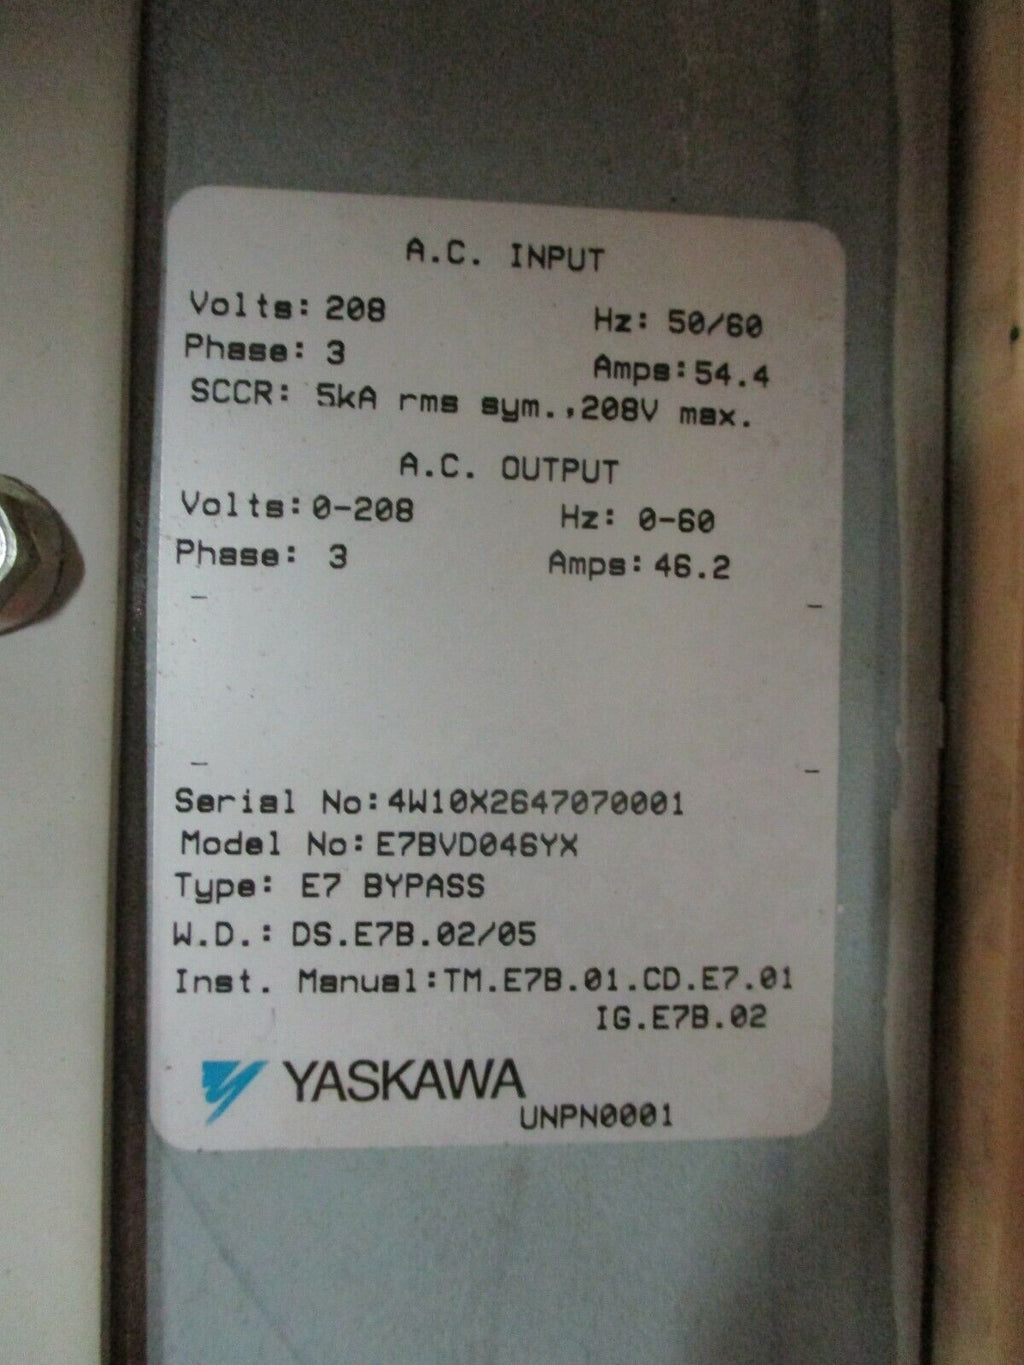 A.C. INPUT
Volts: 208 Hz: 50/60
Phase: 3 Amps: 54.4
SCCR: 5kA rms sym.,208V max.
A.C. OUTPUT
Volts: 0-208 Hz: 0-60
Phase: 3 Amps: 46.2
Serial No: 4W10X2647070001
Model No: E7BVD046YX
Type: E7 BYPASS
W.D.: DS.E7B.02/05
Inst. Manual: TM.E7B.01.CD.E7.01
IG.E7B.02
YASKAWA
UNPN0001